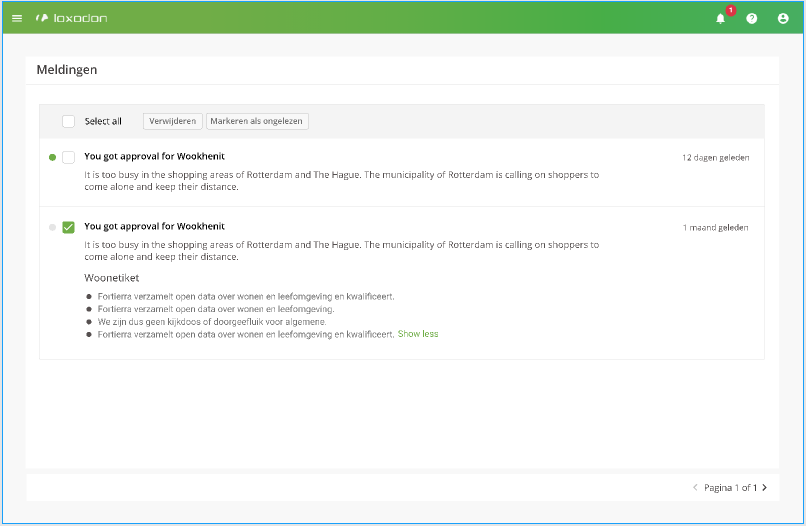 loxodon
1
Meldingen
Select all
Verwijderen
Markeren als ongelezen
You got approval for Wookhenit
12 dagen geleden
It is too busy in the shopping areas of Rotterdam and The Hague. The municipality of Rotterdam is calling on shoppers to
come alone and keep their distance.
You got approval for Wookhenit
1 maand geleden
It is too busy in the shopping areas of Rotterdam and The Hague. The municipality of Rotterdam is calling on shoppers to
come alone and keep their distance.
Woonetiket
Fortierra verzamelt open data over wonen en leefomgeving en kwalificeert.
Fortierra verzamelt open data over wonen en leefomgeving.
We zijn dus geen kijkdoos of doorgeefluik voor algemene.
Fortierra verzamelt open data over wonen en leefomgeving en kwalificeert. Show less
Pagina 1 of 1